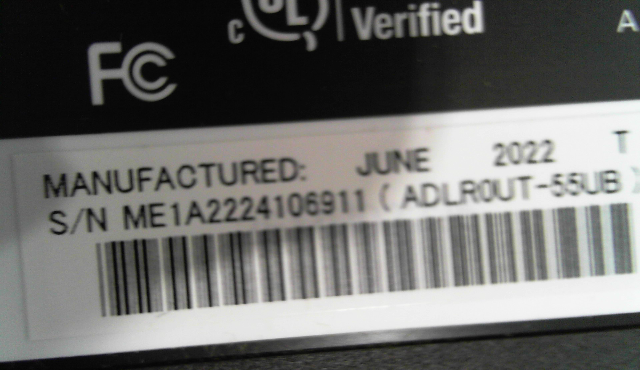 c UL Verified A
FC
MANUFACTURED: JUNE 2022 T
S/N ME1A2224106911 ( ADLR0UT-55UB )